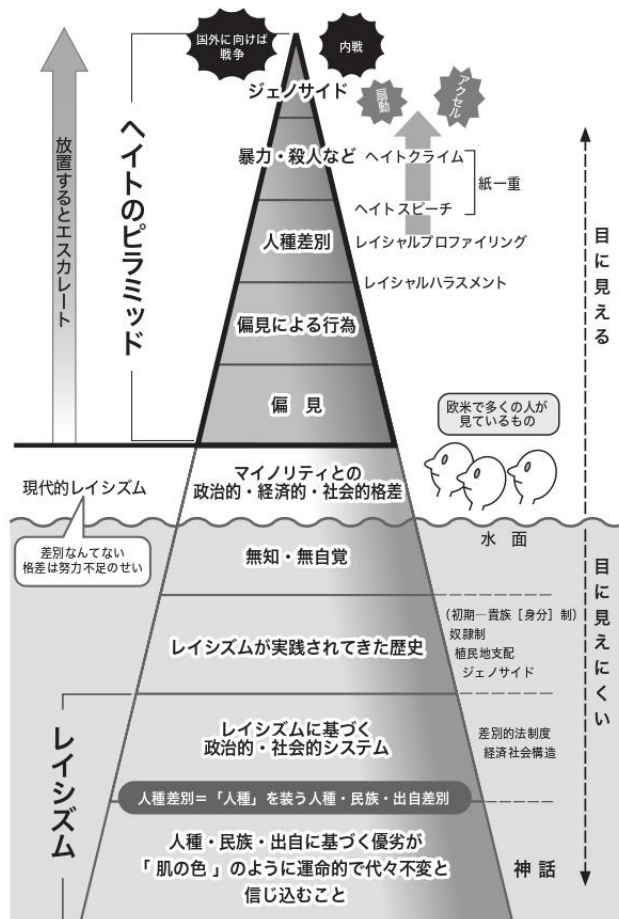 国外に向けば
戦争
内戦
ジェノサイド
扇動
アクセル
放置するとエスカレート
ヘイトのピラミッド
暴力・殺人など
ヘイトクライム
紙一重
ヘイトスピーチ
人種差別
レイシャルプロファイリング
レイシャルハラスメント
目に見える
偏見による行為
偏 見
欧米で多くの人が
見ているもの
マイノリティとの
政治的・経済的・社会的格差
現代的レイシズム
差別なんてない
格差は努力不足のせい
水 面
無知・無自覚
目に見えにくい
レイシズムが実践されてきた歴史
(初期―貴族［身分］制)
奴隷制
植民地支配
ジェノサイド
レイシズム
レイシズムに基づく
政治的・社会的システム
差別的法制度
経済社会構造
人種差別=「人種」を装う人種・民族・出自差別
人種・民族・出自に基づく優劣が
「 肌の色 」のように運命的で代々不変と
信じ込むこと
神 話